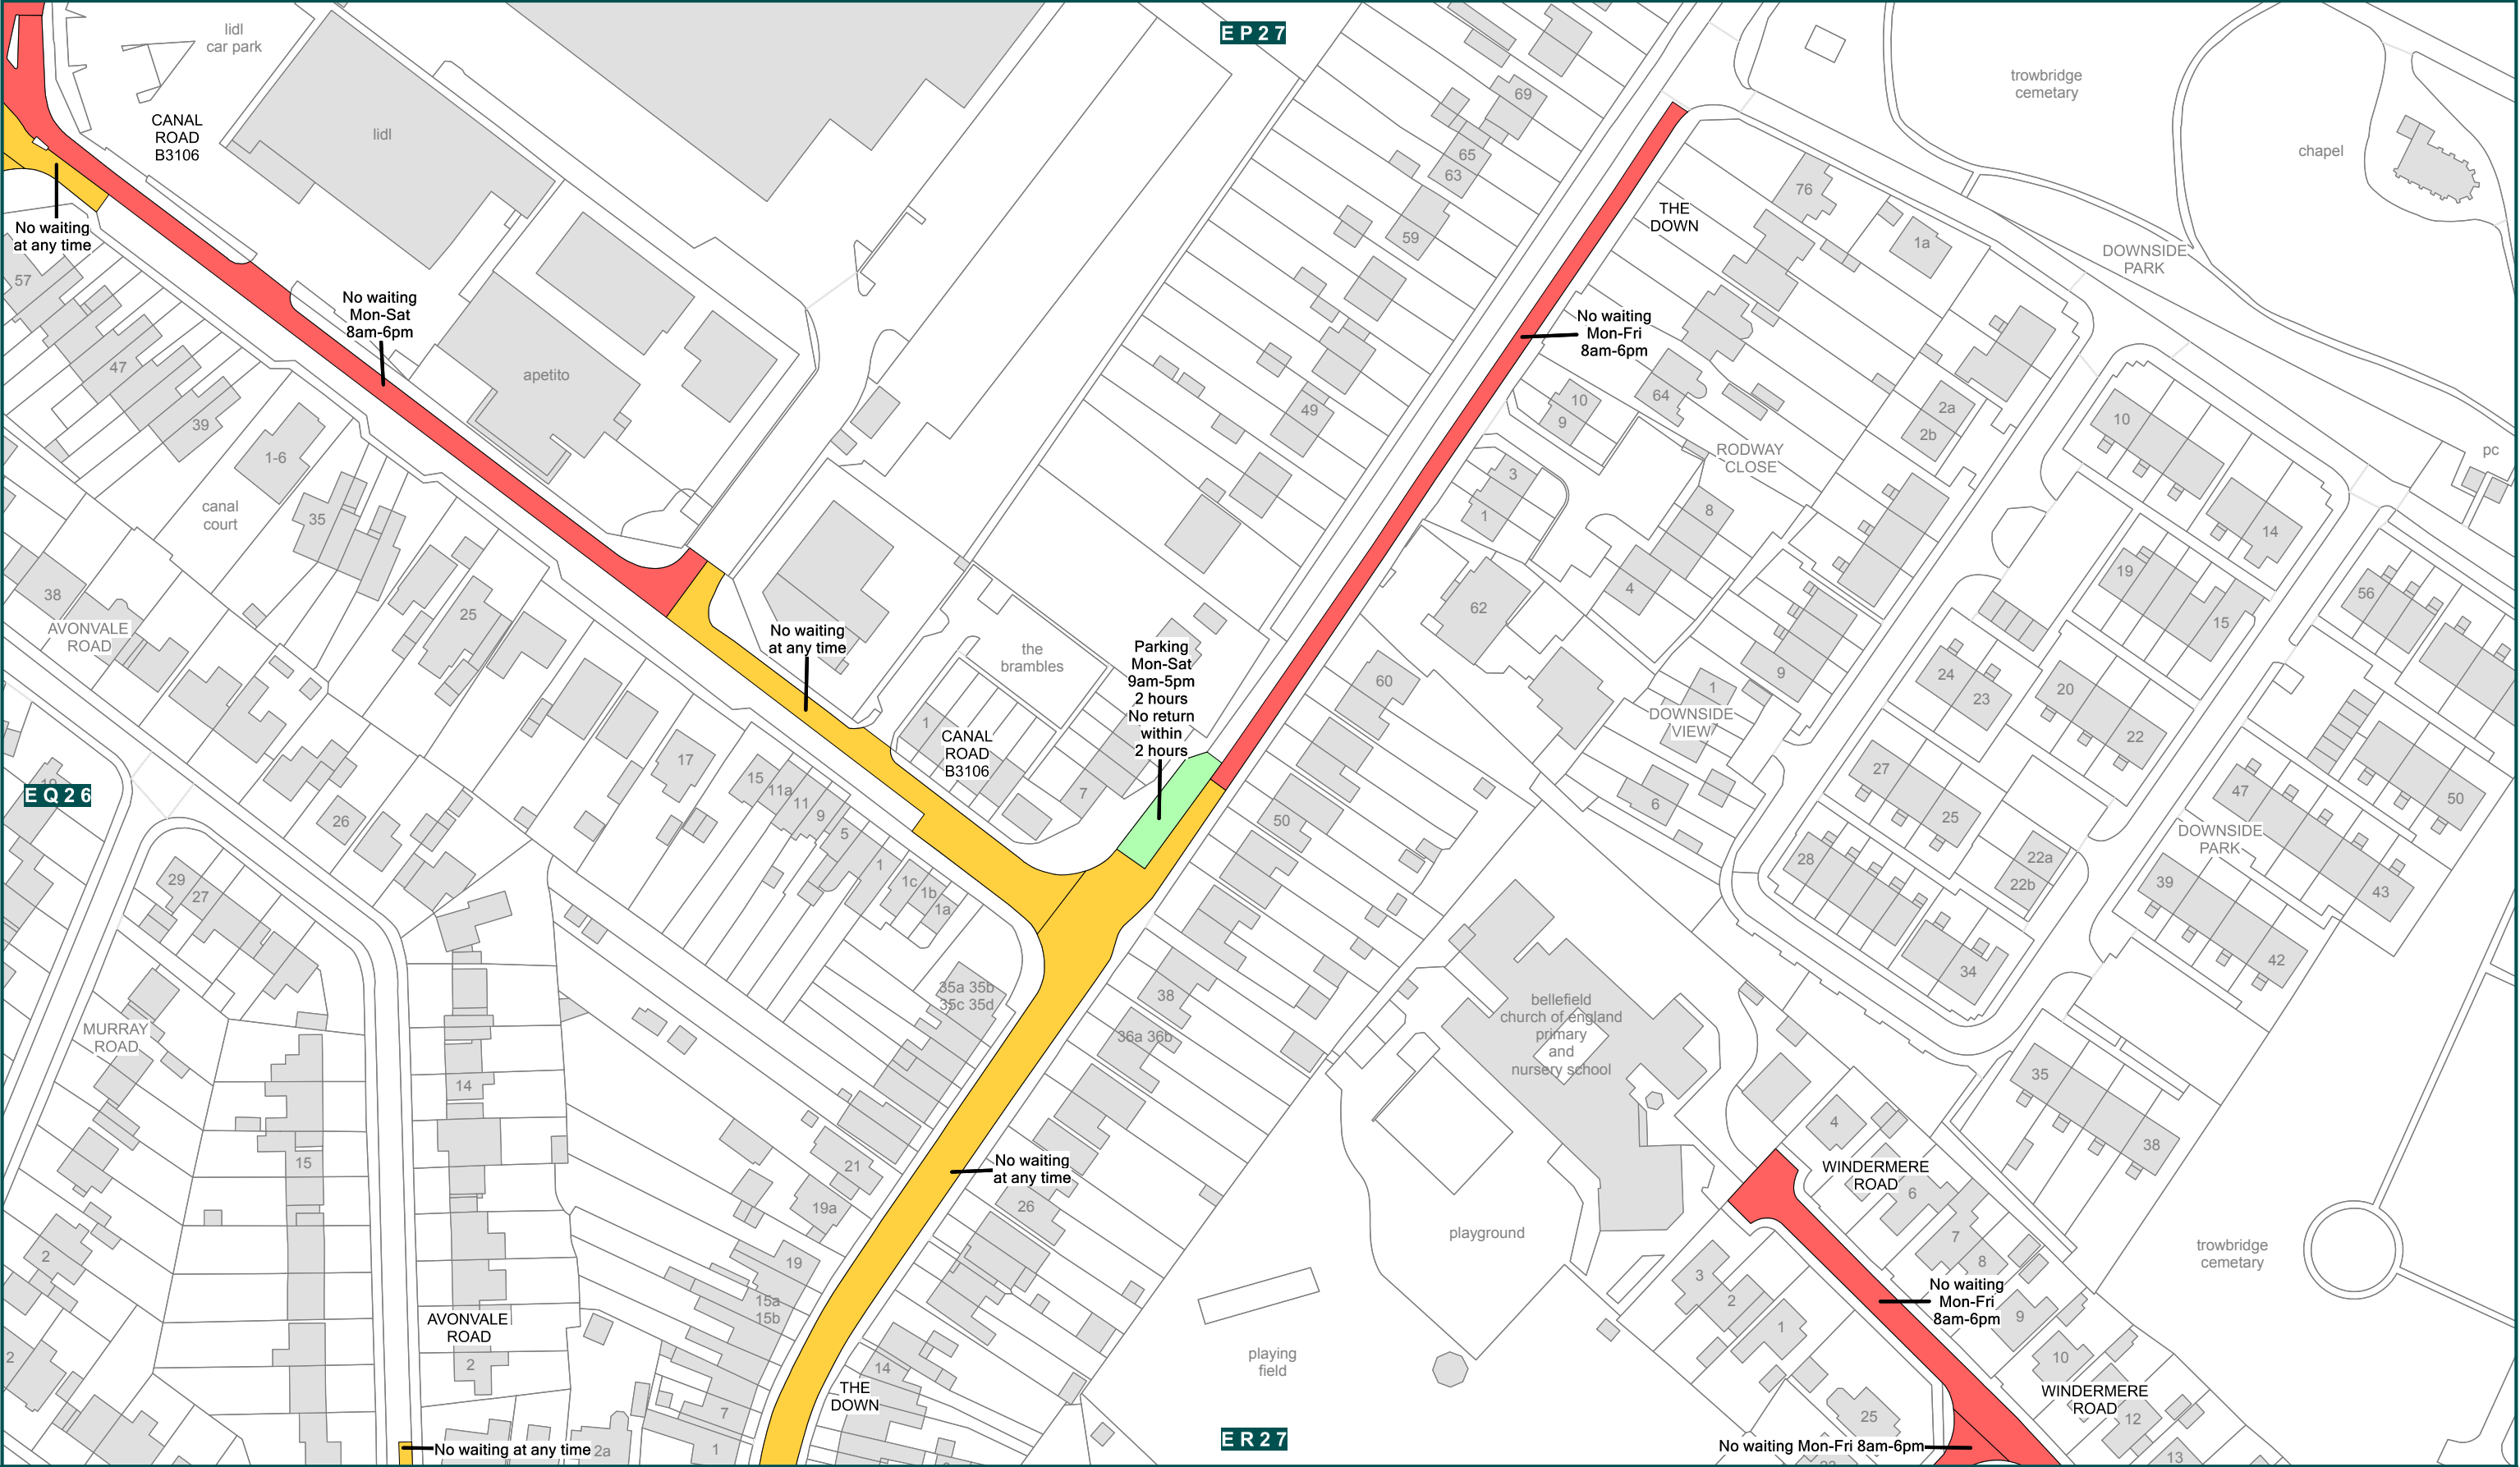 EP27
lidl
car park
CANAL
ROAD
B3106
lidl
No waiting
at any time
57
47
39
1-6
canal
court
35
No waiting
Mon-Sat
8am-6pm
apetito
69
65
63
59
49
THE
DOWN
76
1a
No waiting
Mon-Fri
8am-6pm
10
9
64
3
1
RODWAY
CLOSE
8
4
62
2a
2b
trowbridge
cemetary
chapel
DOWNSIDE
PARK
pc
10
14
19
15
56
24
23
20
22
9
1
DOWNSIDE
VIEW
6
27
25
28
22a
22b
34
47
50
DOWNSIDE
PARK
39
43
42
35
38
38
AVONVALE
ROAD
25
No waiting
at any time
the
brambles
1
CANAL
ROAD
B3106
7
Parking
Mon-Sat
9am-5pm
2 hours
No return
within
2 hours
60
50
EQ26
19
26
17
15
11a
11
9
5
1
1c
1b
1a
29
27
35a 35b
35c 35d
38
36a 36b
MURRAY
ROAD
14
15
2
2
21
19a
No waiting
at any time
26
19
15a
15b
AVONVALE
ROAD
2
7
1
14
THE
DOWN
No waiting at any time
2a
bellefield
church of england
primary
and
nursery school
playground
playing
field
4
WINDERMERE
ROAD
6
7
8
3
2
1
No waiting
Mon-Fri
8am-6pm
9
10
WINDERMERE
ROAD
12
13
25
23
No waiting Mon-Fri 8am-6pm
trowbridge
cemetary
ER27